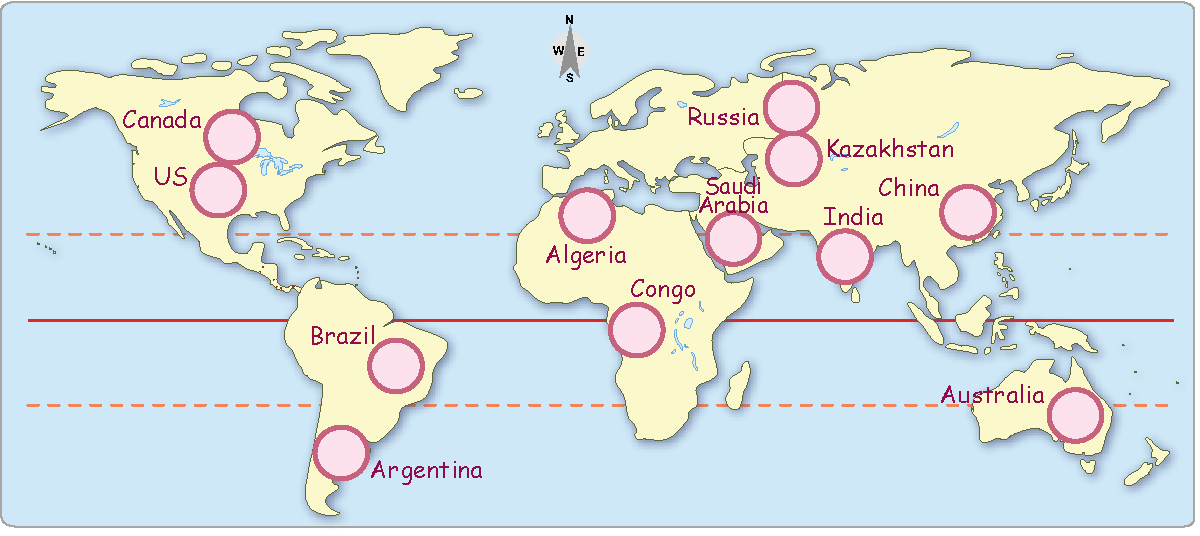 N
W E
S
Canada
Russia
US
Kazakhstan
Saudi
Arabia
China
India
Algeria
Congo
Brazil
Australia
Argentina